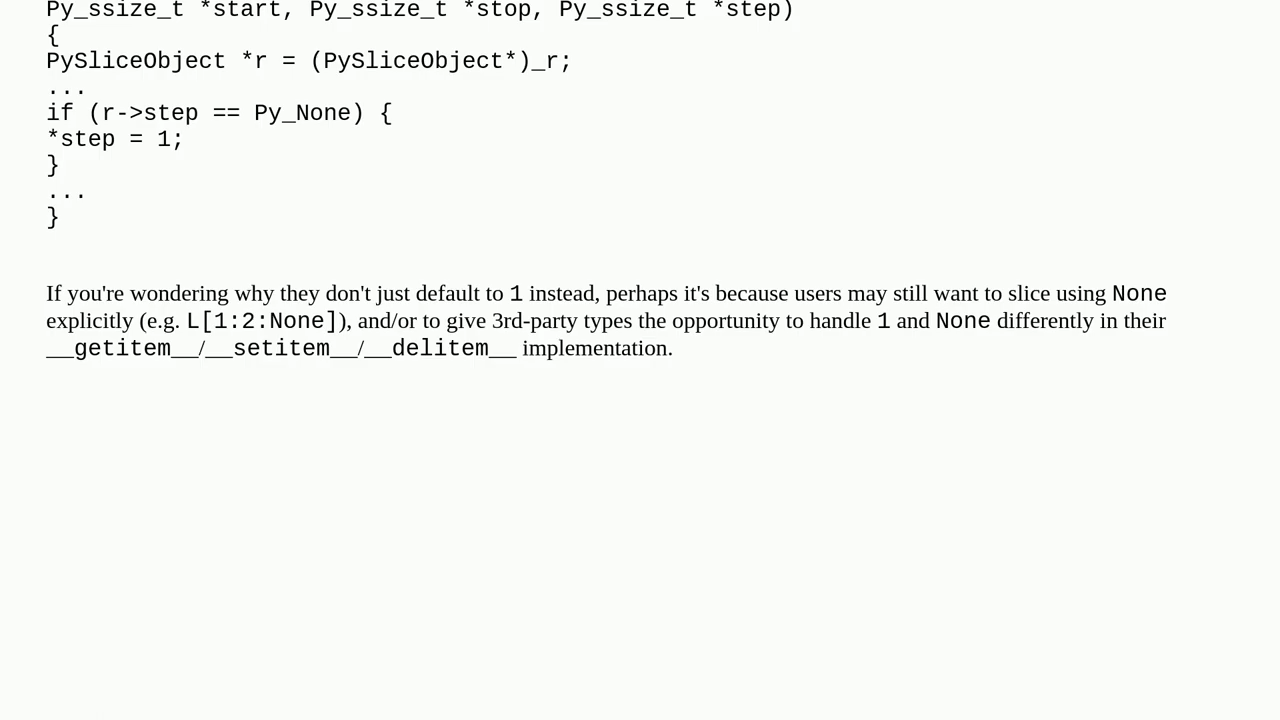 Py_ssize_t *start, Py_ssize_t *stop, Py_ssize_t *step)
{
PySliceObject *r = (PySliceObject*)_r;
...
if (r->step == Py_None) {
*step = 1;
}
...
}
If you're wondering why they don't just default to 1 instead, perhaps it's because users may still want to slice using None
explicitly (e.g. L[1:2:None]), and/or to give 3rd-party types the opportunity to handle 1 and None differently in their
__getitem__/__setitem__/__delitem__ implementation.